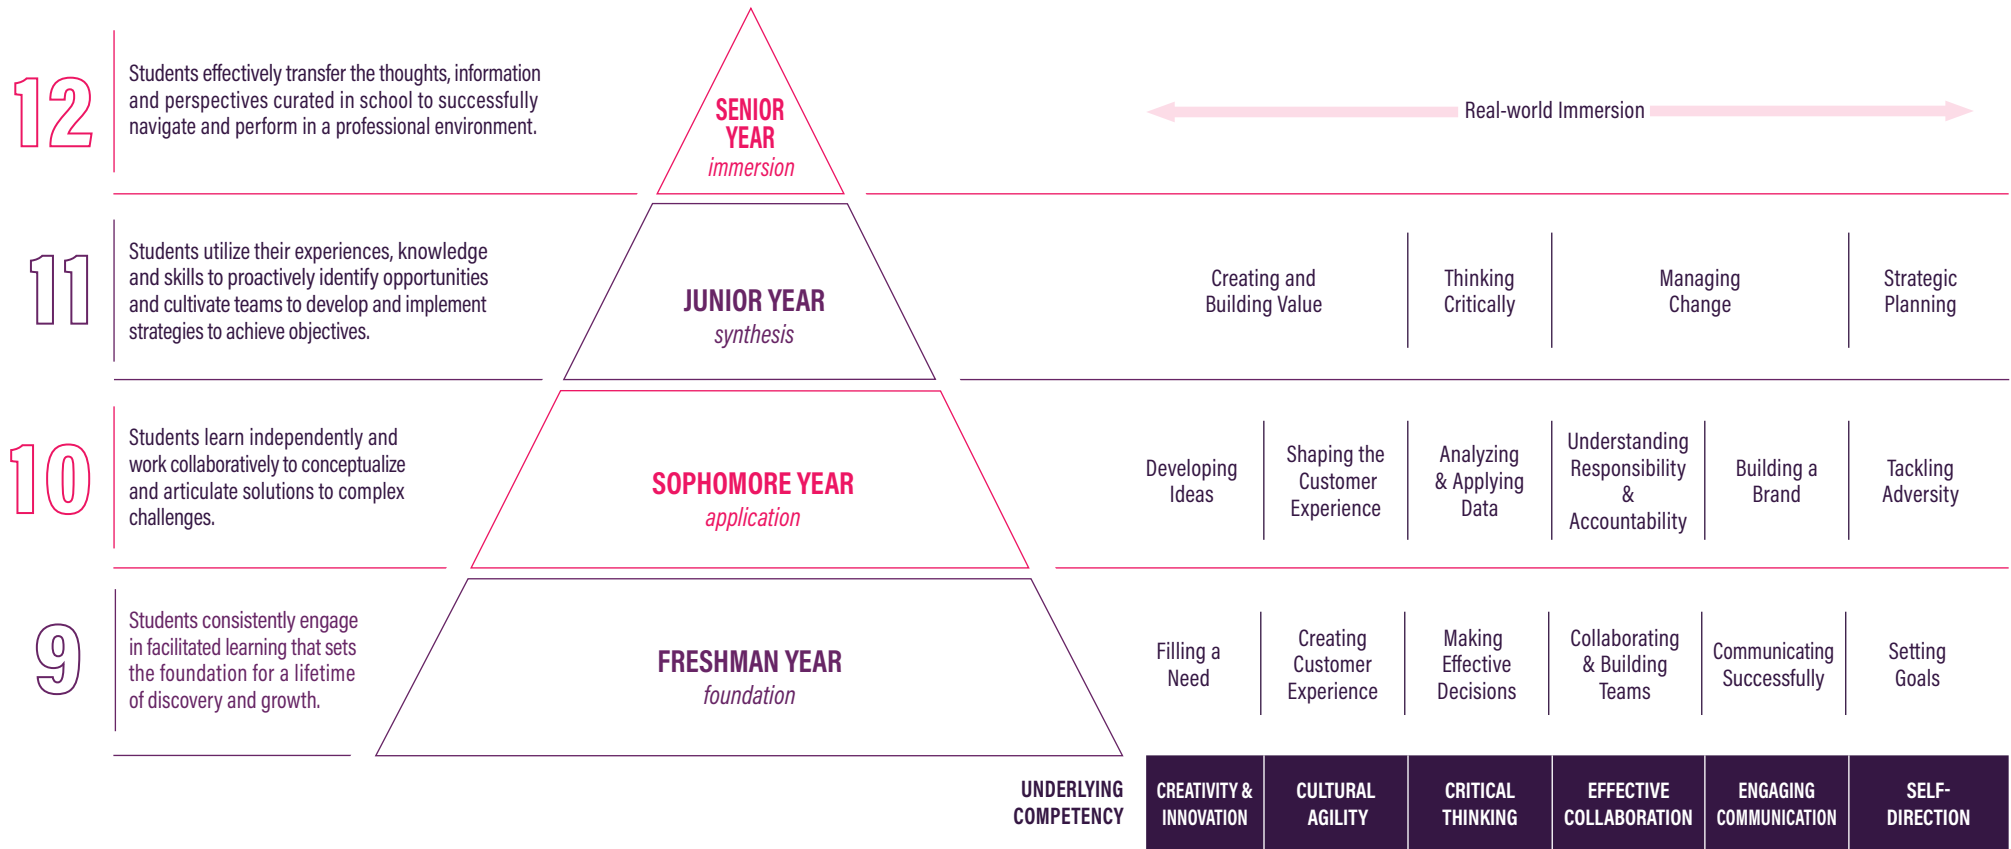 12
Students effectively transfer the thoughts, information
and perspectives curated in school to successfully
navigate and perform in a professional environment.
SENIOR
YEAR
immersion
Real-world Immersion
11
Students utilize their experiences, knowledge
and skills to proactively identify opportunities
and cultivate teams to develop and implement
strategies to achieve objectives.
JUNIOR YEAR
synthesis
Creating and
Building Value
Thinking
Critically
Managing
Change
Strategic
Planning
10
Students learn independently and
work collaboratively to conceptualize
and articulate solutions to complex
challenges.
SOPHOMORE YEAR
application
Developing
Ideas
Shaping the
Customer
Experience
Analyzing
& Applying
Data
Understanding
Responsibility
&
Accountability
Building a
Brand
Tackling
Adversity
9
Students consistently engage
in facilitated learning that sets
the foundation for a lifetime
of discovery and growth.
FRESHMAN YEAR
foundation
Filling a
Need
Creating
Customer
Experience
Making
Effective
Decisions
Collaborating
& Building
Teams
Communicating
Successfully
Setting
Goals
UNDERLYING
COMPETENCY
CREATIVITY &
INNOVATION
CULTURAL
AGILITY
CRITICAL
THINKING
EFFECTIVE
COLLABORATION
ENGAGING
COMMUNICATION
SELF-
DIRECTION